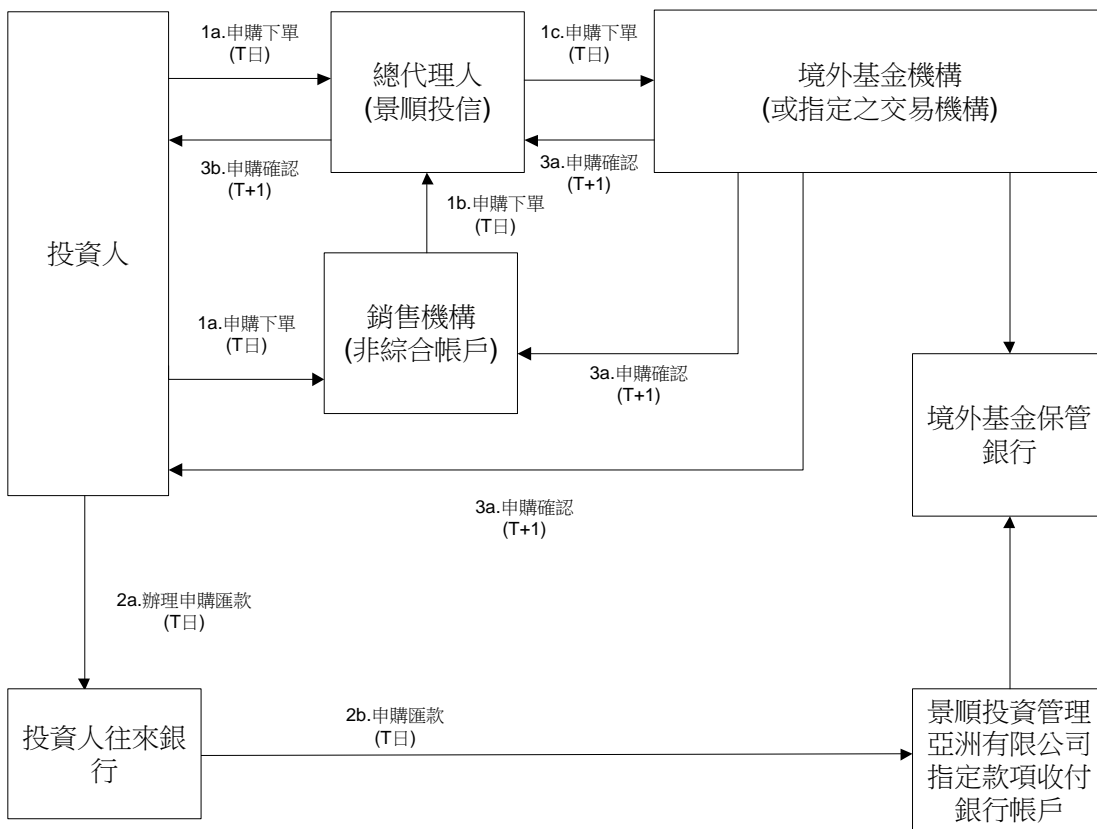 1a.申購下單
(T日)
1c.申購下單
(T日)
總代理人
(景順投信)
境外基金機構
(或指定之交易機構)
3b.申購確認
(T+1)
3a.申購確認
(T+1)
1b.申購下單
(T日)
投資人
銷售機構
(非綜合帳戶)
1a.申購下單
(T日)
3a.申購確認
(T+1)
境外基金保管
銀行
3a.申購確認
(T+1)
2a.辦理申購匯款
(T日)
投資人往來銀
行
2b.申購匯款
(T日)
景順投資管理
亞洲有限公司
指定款項收付
銀行帳戶